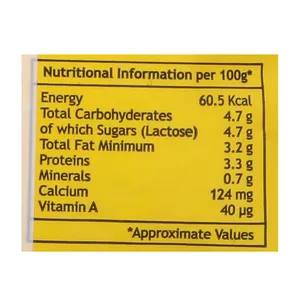 Nutritional Information per 100g*
Energy 60.5 Kcal
Total Carbohyderates 4.7 g
of which Sugars (Lactose) 4.7 g
Total Fat Minimum 3.2 g
Proteins 3.3 g
Minerals 0.7 g
Calcium 124 mg
Vitamin A 40 µg
*Approximate Values